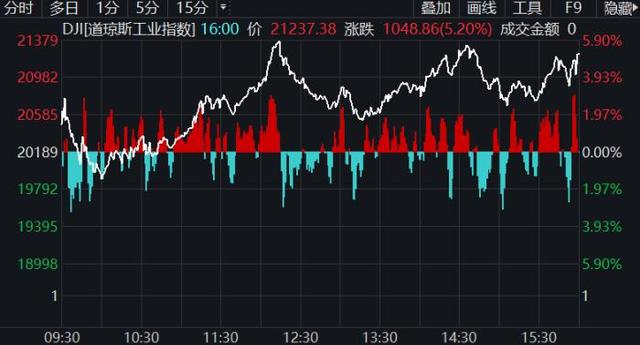 分时 多日 1分 5分 15分 叠加 画线 工具 F9 隐藏
DJI[道琼斯工业指数] 16:00 价 21237.38 涨跌 1048.86(5.20%) 成交金额 0
21379 5.90%
20982 4.93%
20585 1.97%
20189 0.00%
19792 1.97%
19395 3.93%
18998 5.90%
1 1
09:30 10:30 11:30 12:30 13:30 14:30 15:30